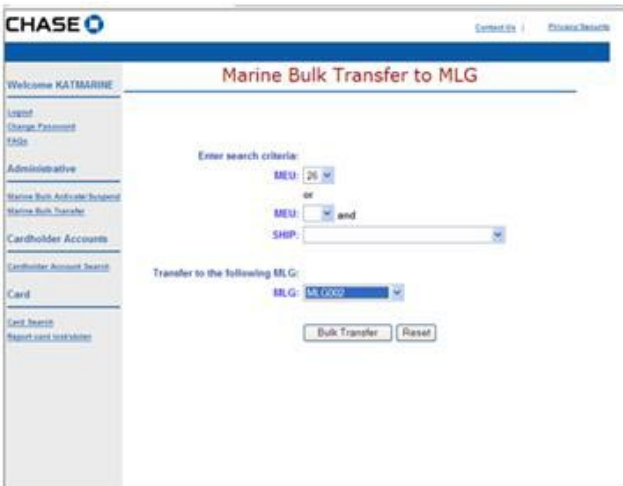 CHASE
Contact Us |
Privacy Security
Welcome KATMARINE
Marine Bulk Transfer to MLG
Logout
Change Password
FAQs
Administrative
Marine Bulk Activate/Suspend
Marine Bulk Transfer
Cardholder Accounts
Cardholder Account Search
Card
Card Search
Report card lost/stolen
Enter search criteria:
MEU: 26
or
MEU: and
SHIP:
Transfer to the following MLG:
MLG: MLG002
Bulk Transfer Reset